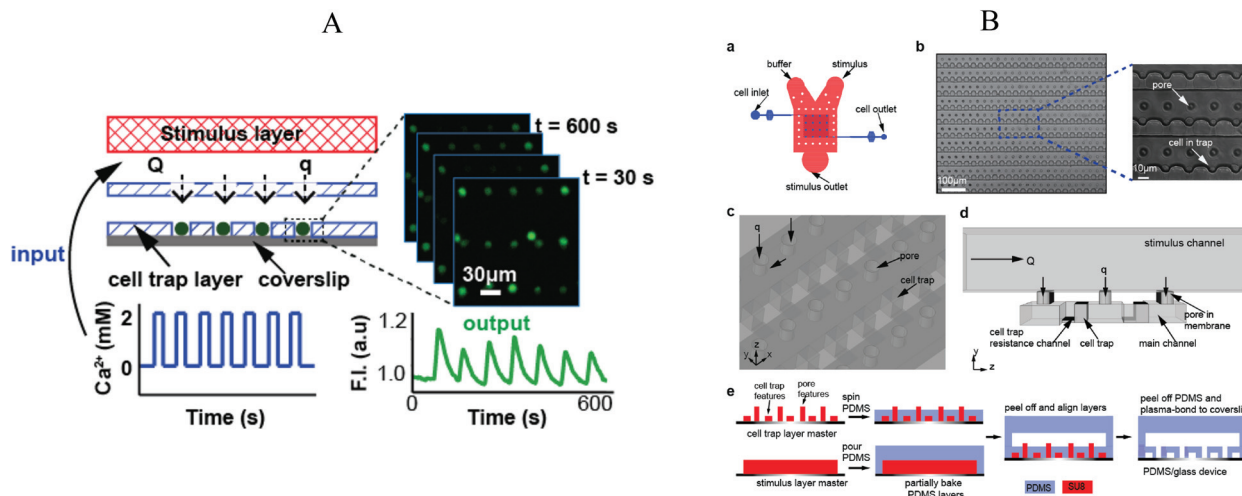 A
Stimulus layer
Q
q
input
cell trap layer
coverslip
t = 600 s
t = 30 s
30µm
Ca²⁺ (mM)
2
0
Time (s)
output
F.I. (a.u)
1.2
1.0
0
600
Time (s)
B
a
buffer
stimulus
cell inlet
cell outlet
stimulus outlet
b
100µm
pore
cell in trap
10µm
c
q
pore
cell trap
z
y
x
d
stimulus channel
Q
q
pore in
membrane
cell trap
resistance channel
cell trap
main channel
y
z
e
cell trap
features
pore
features
cell trap layer master
spin
PDMS
stimulus layer master
pour
PDMS
partially bake
PDMS layers
peel off and align layers
PDMS
SU8
peel off PDMS and
plasma-bond to coversli
PDMS/glass device